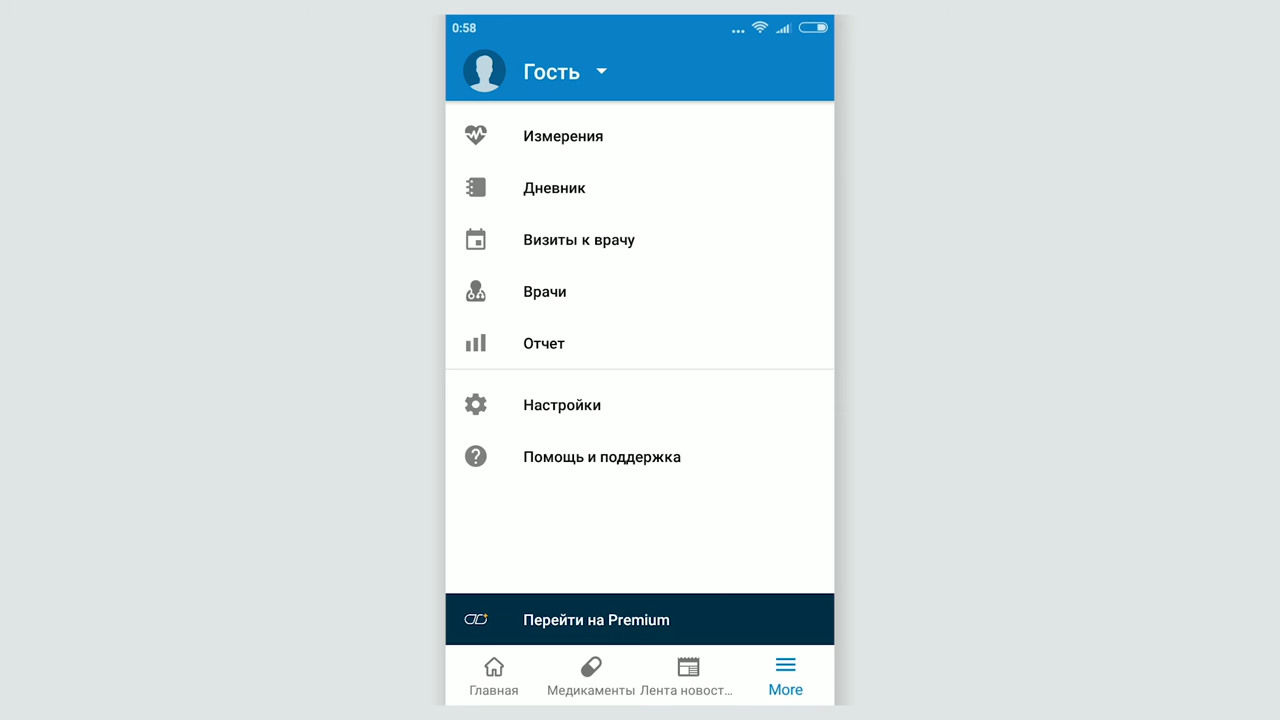 0:58
Гость
Измерения
Дневник
Визиты к врачу
Врачи
Отчет
Настройки
Помощь и поддержка
Перейти на Premium
Главная
Медикаменты
Лента новост...
More